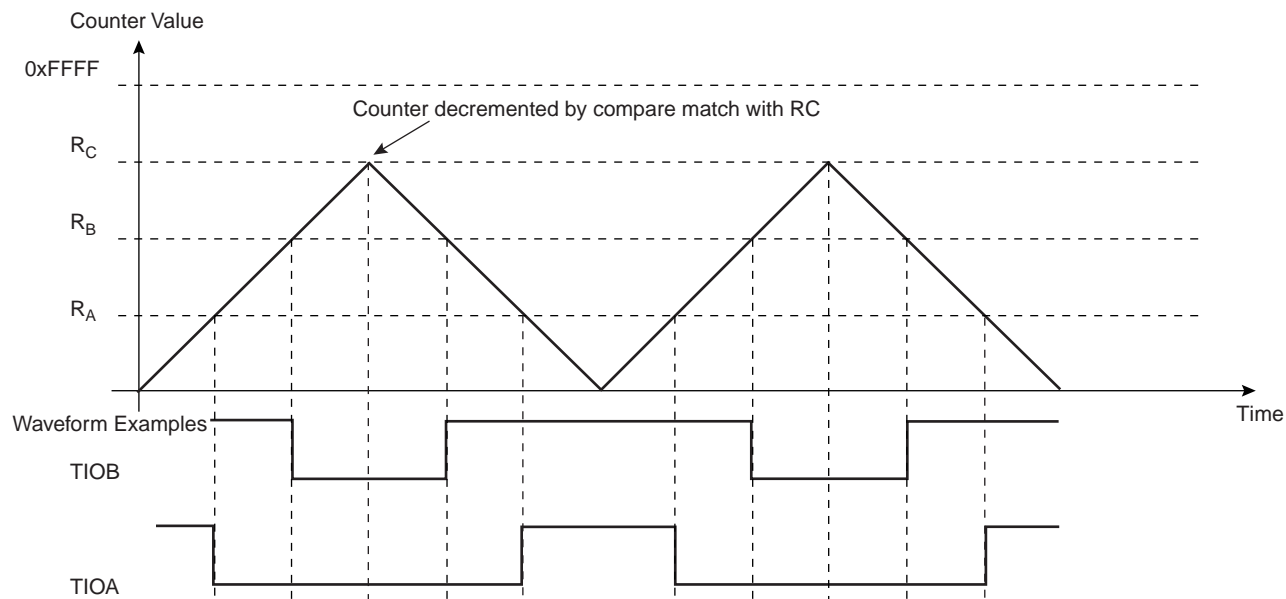 Counter Value
0xFFFF
Counter decremented by compare match with RC
RC
RB
RA
Time
Waveform Examples
TIOB
TIOA